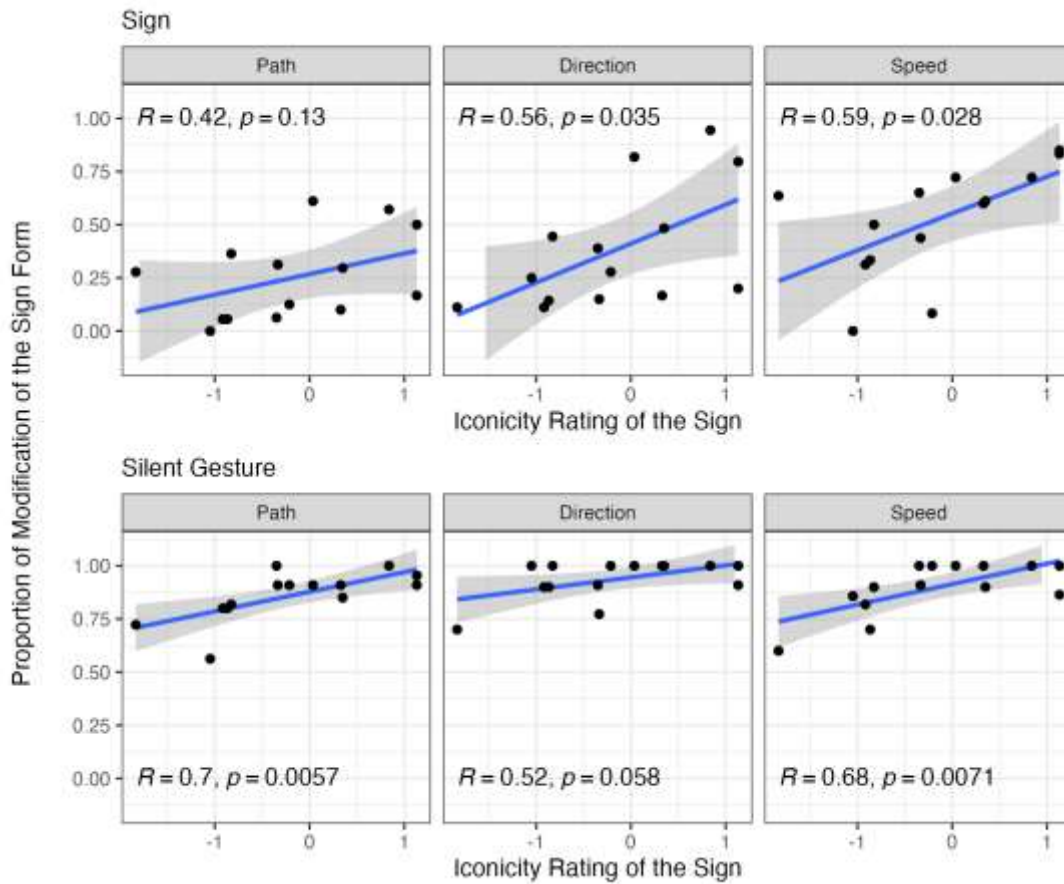 Sign
Path Direction Speed
R = 0.42, p = 0.13 R = 0.56, p = 0.035 R = 0.59, p = 0.028
1.00
0.75
0.50
0.25
0.00
-1 0 1 -1 0 1 -1 0 1
Iconicity Rating of the Sign
Proportion of Modification of the Sign Form
Silent Gesture
Path Direction Speed
1.00
0.75
0.50
0.25
0.00
R = 0.7, p = 0.0057 R = 0.52, p = 0.058 R = 0.68, p = 0.0071
-1 0 1 -1 0 1 -1 0 1
Iconicity Rating of the Sign